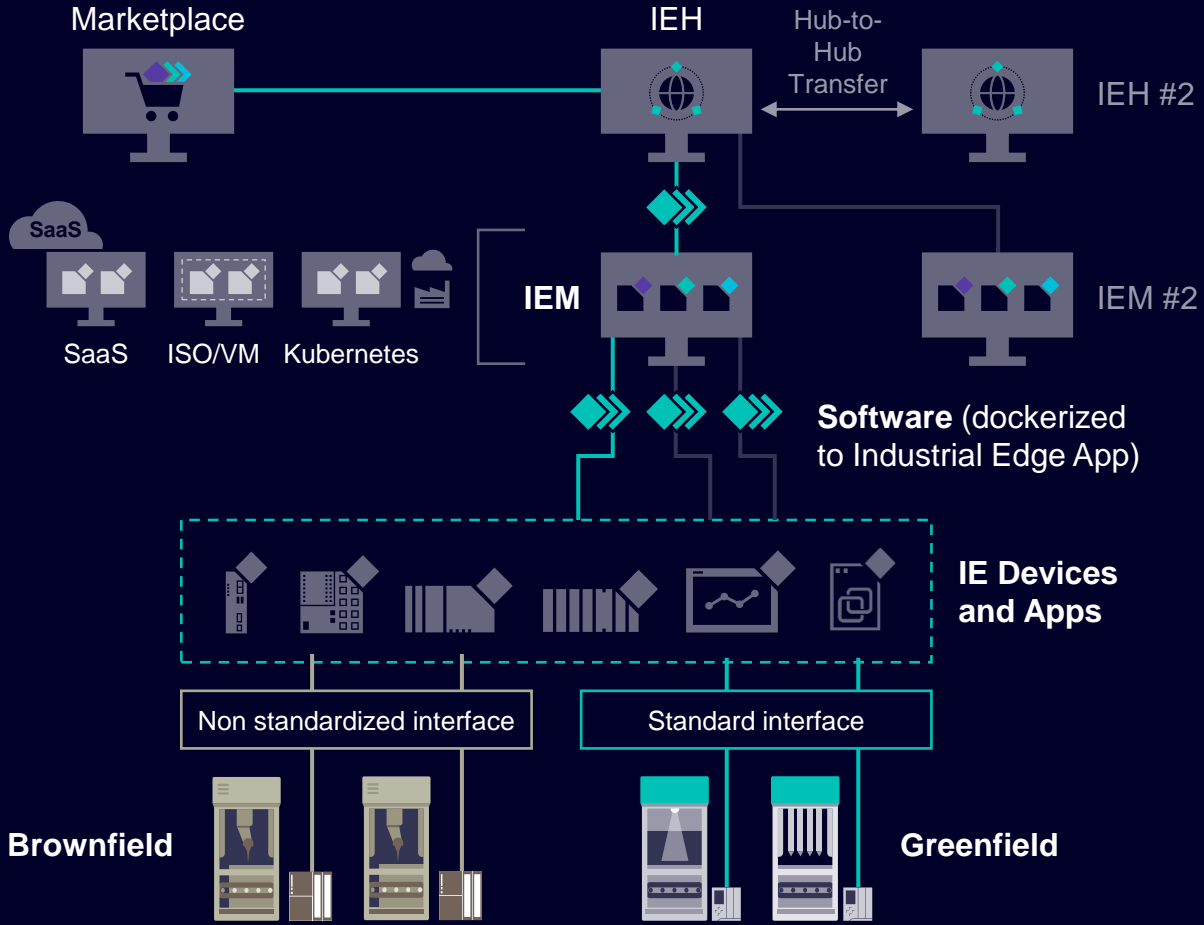 Marketplace
IEH
Hub-to-
Hub
Transfer
IEH #2
SaaS
SaaS
ISO/VM
Kubernetes
IEM
IEM #2
Software (dockerized
to Industrial Edge App)
IE Devices
and Apps
Non standardized interface
Standard interface
Brownfield
Greenfield